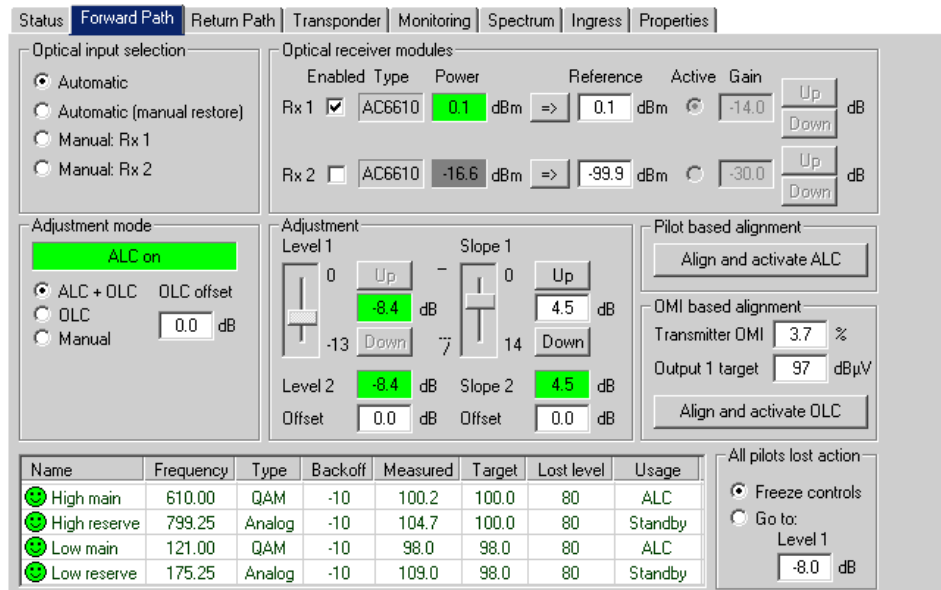 Status Forward Path Return Path Transponder Monitoring Spectrum Ingress Properties
Optical input selection
Automatic
Automatic (manual restore)
Manual: Rx 1
Manual: Rx 2
Optical receiver modules
Enabled Type Power Reference Active Gain
Rx 1 AC6610 0.1 dBm => 0.1 dBm -14.0 Up Down dB
Rx 2 AC6610 -16.6 dBm => -99.9 dBm -30.0 Up Down dB
Adjustment mode
ALC on
ALC + OLC OLC offset
OLC 0.0 dB
Manual
Adjustment
Level 1 Slope 1
0 Up 0 Up
-8.4 dB 4.5 dB
-13 Down 7 14 Down
Level 2 -8.4 dB Slope 2 4.5 dB
Offset 0.0 dB Offset 0.0 dB
Pilot based alignment
Align and activate ALC
OMI based alignment
Transmitter OMI 3.7 %
Output 1 target 97 dBµV
Align and activate OLC
Name Frequency Type Backoff Measured Target Lost level Usage
High main 610.00 QAM -10 100.2 100.0 80 ALC
High reserve 799.25 Analog -10 104.7 100.0 80 Standby
Low main 121.00 QAM -10 98.0 98.0 80 ALC
Low reserve 175.25 Analog -10 109.0 98.0 80 Standby
All pilots lost action
Freeze controls
Go to:
Level 1
-8.0 dB